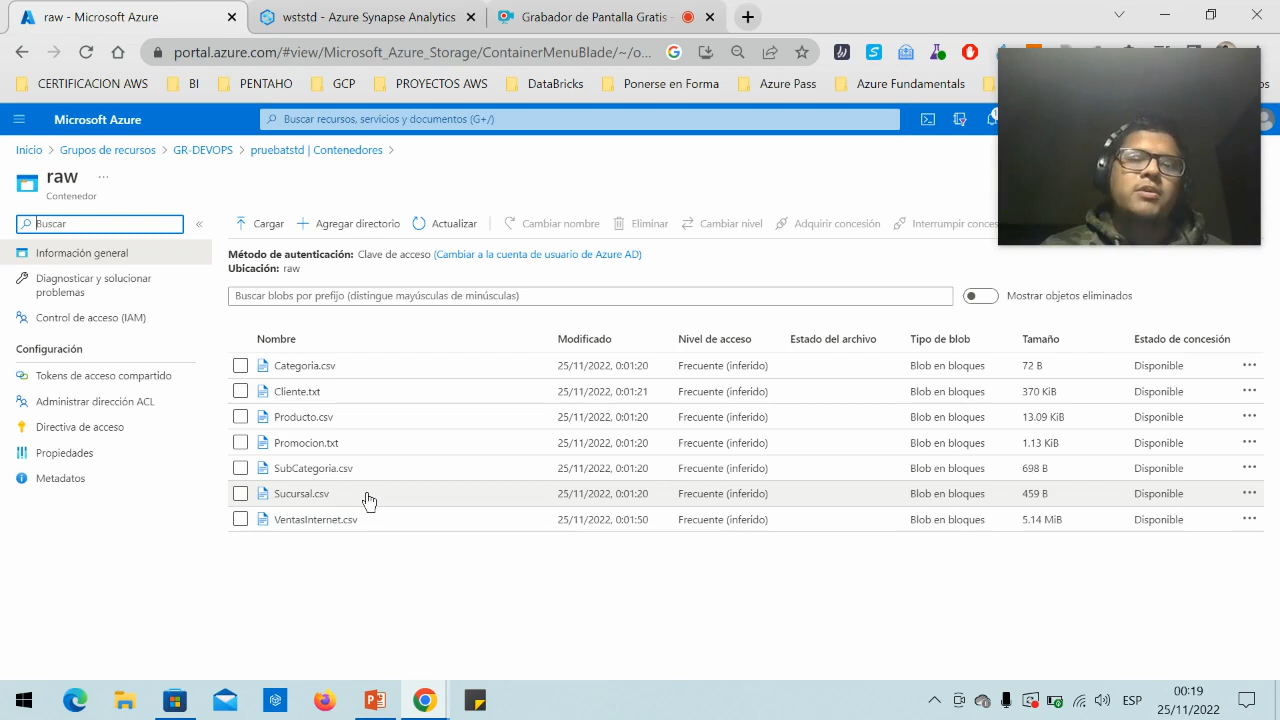 raw - Microsoft Azure
wststd - Azure Synapse Analytics
Grabador de Pantalla Gratis -
portal.azure.com/#view/Microsoft_Azure_Storage/ContainerMenuBlade/~/o...
CERTIFICACION AWS
BI
PENTAHO
GCP
PROYECTOS AWS
DataBricks
Ponerse en Forma
Azure Pass
Azure Fundamentals
Microsoft Azure
Buscar recursos, servicios y documentos (G+/)
Inicio > Grupos de recursos > GR-DEVOPS > pruebatstd | Contenedores >
raw ...
Contenedor
Buscar
Cargar
Agregar directorio
Actualizar
Cambiar nombre
Eliminar
Cambiar nivel
Adquirir concesión
Interrumpir conces
Información general
Diagnosticar y solucionar
problemas
Control de acceso (IAM)
Configuración
Tokens de acceso compartido
Administrar dirección ACL
Directiva de acceso
Propiedades
Metadatos
Método de autenticación: Clave de acceso (Cambiar a la cuenta de usuario de Azure AD)
Ubicación: raw
Buscar blobs por prefijo (distingue mayúsculas de minúsculas)
Mostrar objetos eliminados
Nombre Modificado Nivel de acceso Estado del archivo Tipo de blob Tamaño Estado de concesión
Categoria.csv 25/11/2022, 0:01:20 Frecuente (inferido) Blob en bloques 72 B Disponible
Cliente.txt 25/11/2022, 0:01:21 Frecuente (inferido) Blob en bloques 370 KiB Disponible
Producto.csv 25/11/2022, 0:01:20 Frecuente (inferido) Blob en bloques 13.09 KiB Disponible
Promocion.txt 25/11/2022, 0:01:20 Frecuente (inferido) Blob en bloques 1.13 KiB Disponible
SubCategoria.csv 25/11/2022, 0:01:20 Frecuente (inferido) Blob en bloques 698 B Disponible
Sucursal.csv 25/11/2022, 0:01:20 Frecuente (inferido) Blob en bloques 459 B Disponible
VentasInternet.csv 25/11/2022, 0:01:50 Frecuente (inferido) Blob en bloques 5.14 MiB Disponible
ESP
00:19
25/11/2022